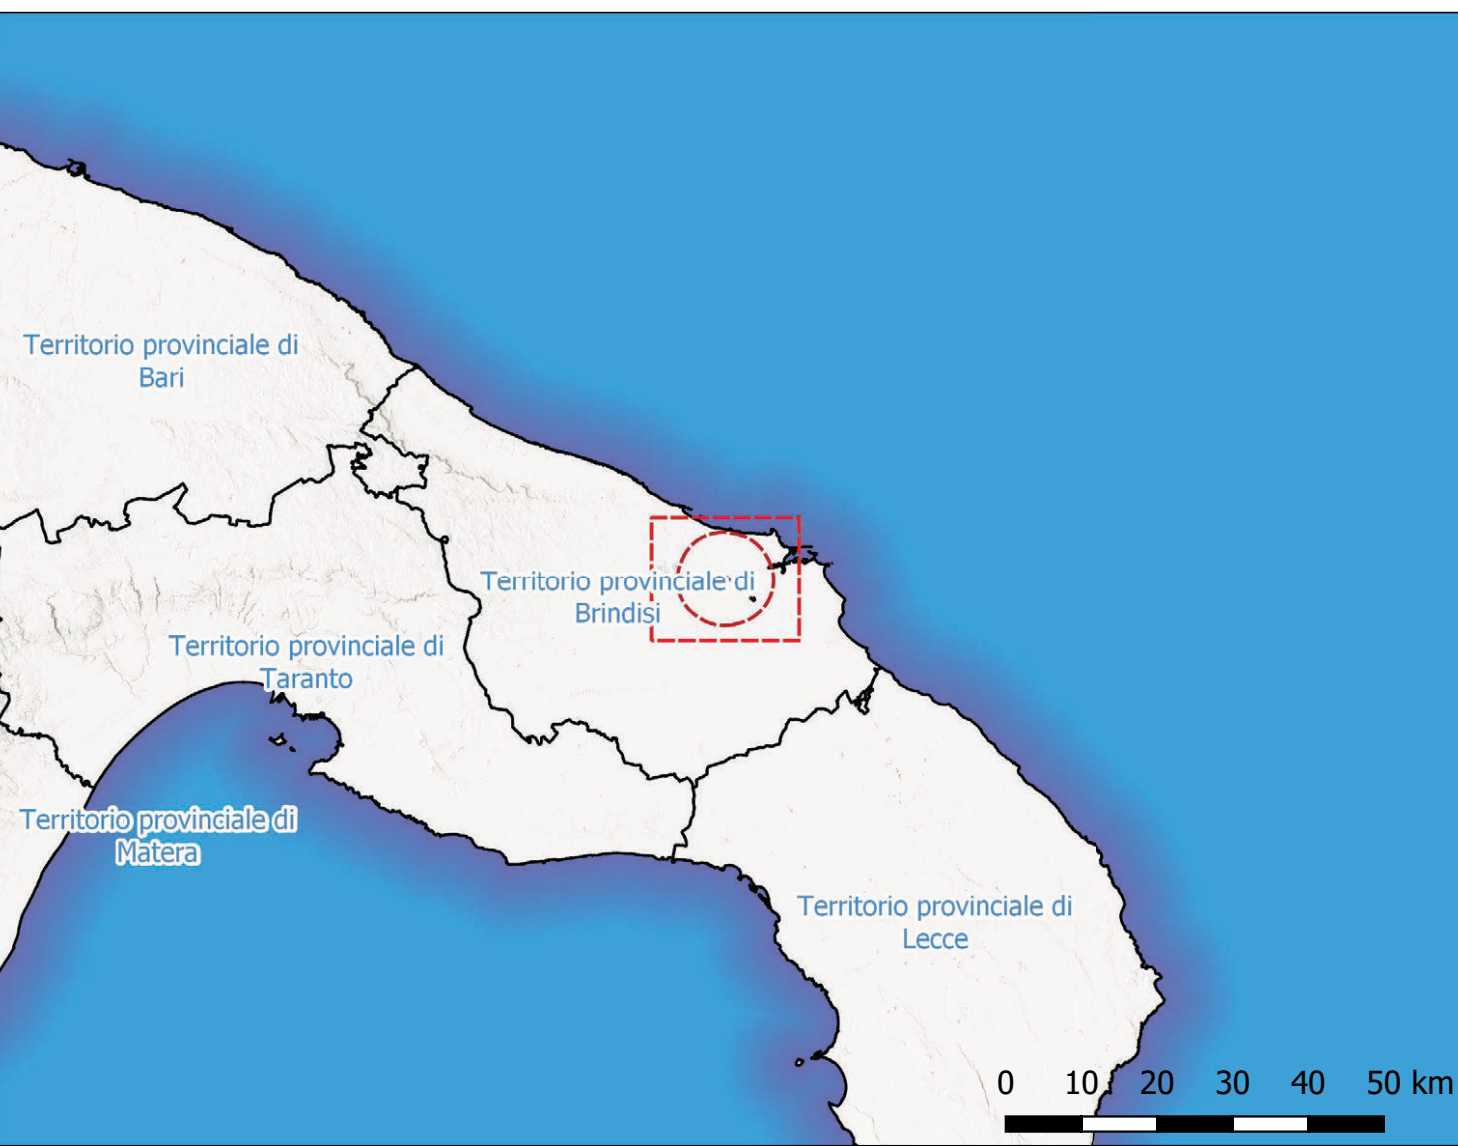 Territorio provinciale di
Bari
Territorio provinciale di
Brindisi
Territorio provinciale di
Taranto
Territorio provinciale di
Matera
Territorio provinciale di
Lecce
0 10 20 30 40 50 km